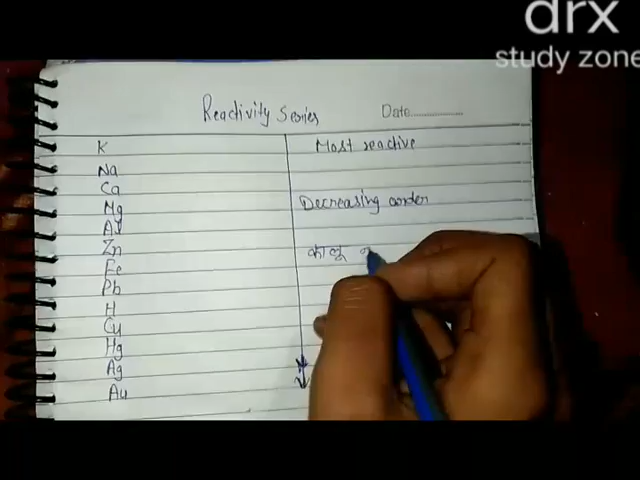 drx
study zone
Reactivity Series
Date
K
Most reactive
Na
Ca
Decreasing oorder
Mg
Al
Zn
कालू
Fe
Pb
H
Cu
Hg
Ag
Au